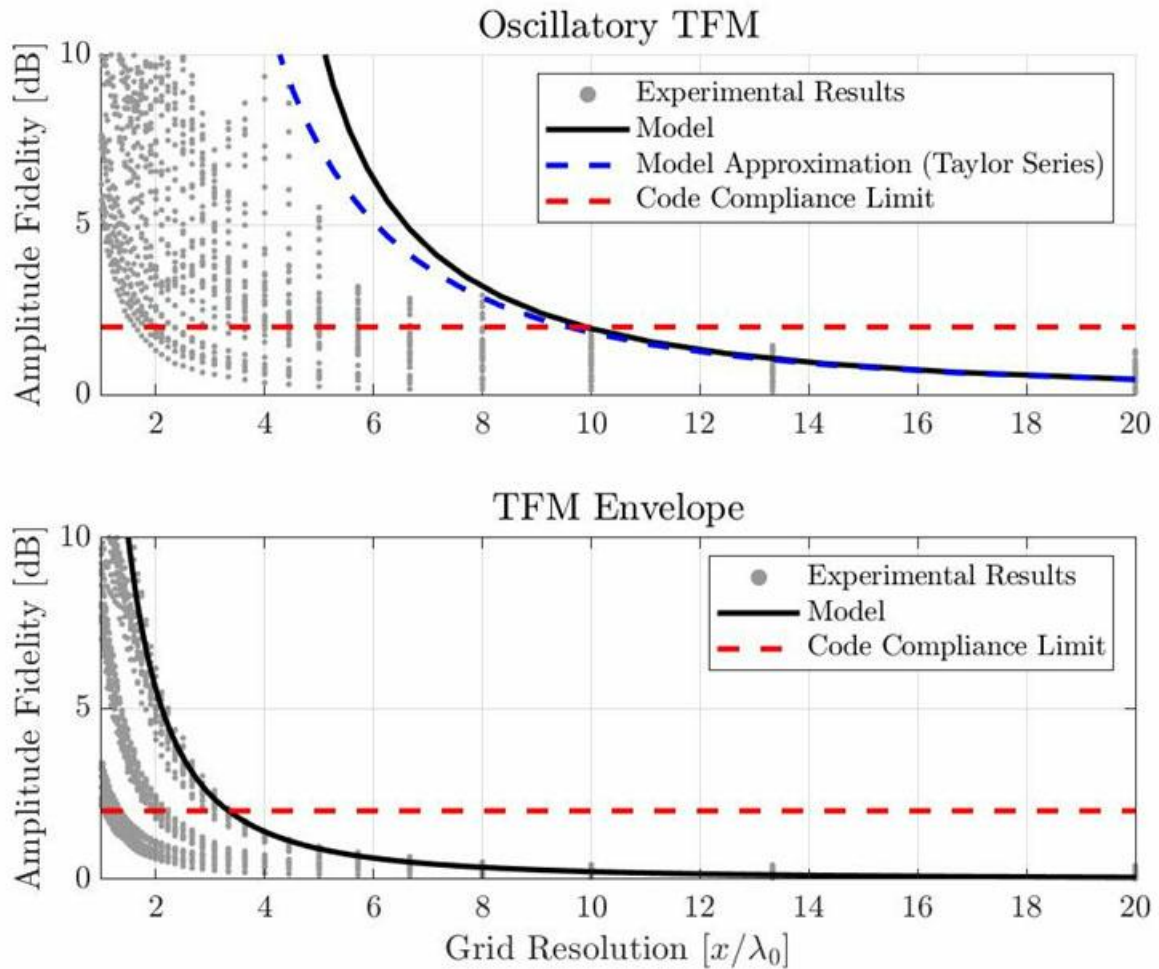 Oscillatory TFM
Amplitude Fidelity [dB]
10
5
0
Experimental Results
Model
Model Approximation (Taylor Series)
Code Compliance Limit
2 4 6 8 10 12 14 16 18 20
TFM Envelope
Amplitude Fidelity [dB]
10
5
0
Experimental Results
Model
Code Compliance Limit
2 4 6 8 10 12 14 16 18 20
Grid Resolution [x/λ₀]